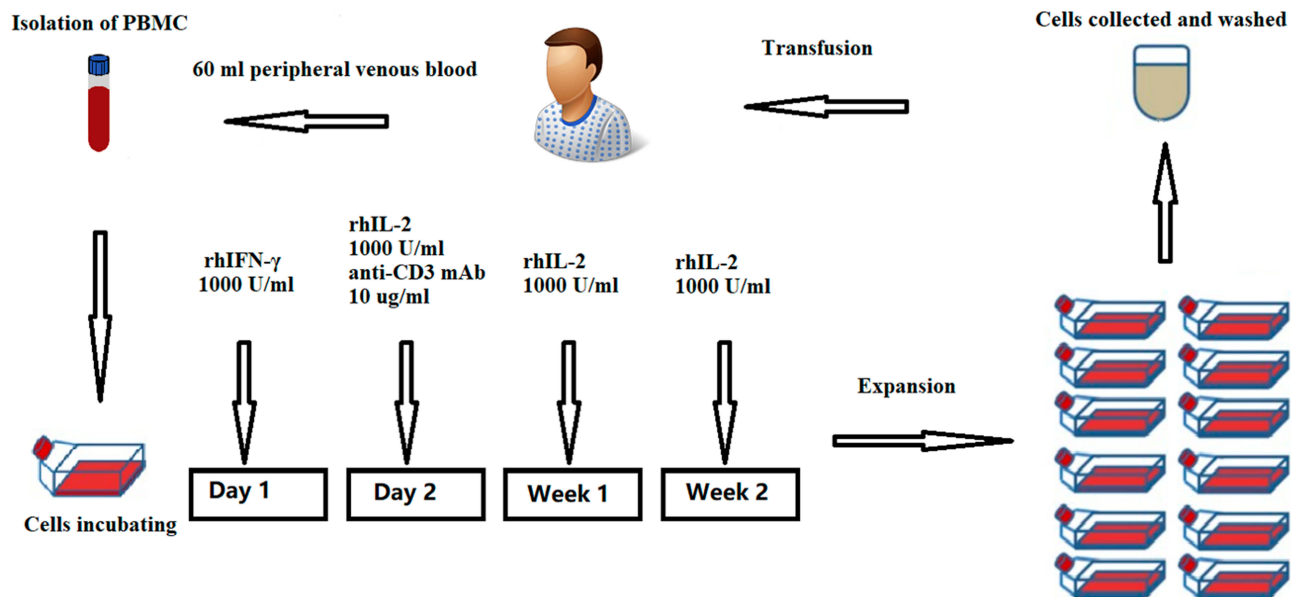 Isolation of PBMC
60 ml peripheral venous blood
Transfusion
Cells collected and washed
rhIFN-γ
1000 U/ml
rhIL-2
1000 U/ml
anti-CD3 mAb
10 ug/ml
rhIL-2
1000 U/ml
rhIL-2
1000 U/ml
Expansion
Cells incubating
Day 1
Day 2
Week 1
Week 2